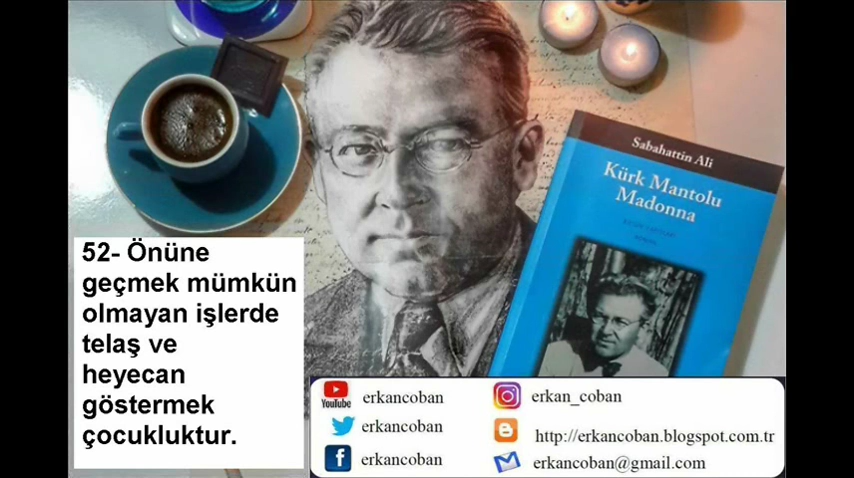 Sabahattin Ali
Kürk Mantolu
Madonna
52- Önüne
geçmek mümkün
olmayan işlerde
telaş ve
heyecan
göstermek
çocukluktur.
YouTube
erkancoban
erkan_coban
erkancoban
http://erkancoban.blogspot.com.tr
erkancoban
erkancoban@gmail.com